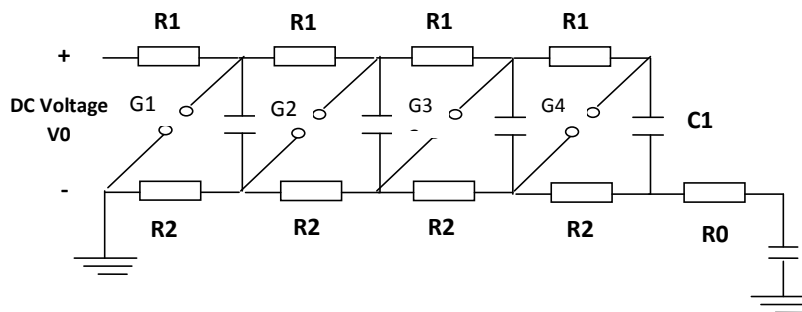 R1 R1 R1 R1
+
DC Voltage
V0
G1 G2 G3 G4
C1
-
R2 R2 R2 R2 R0